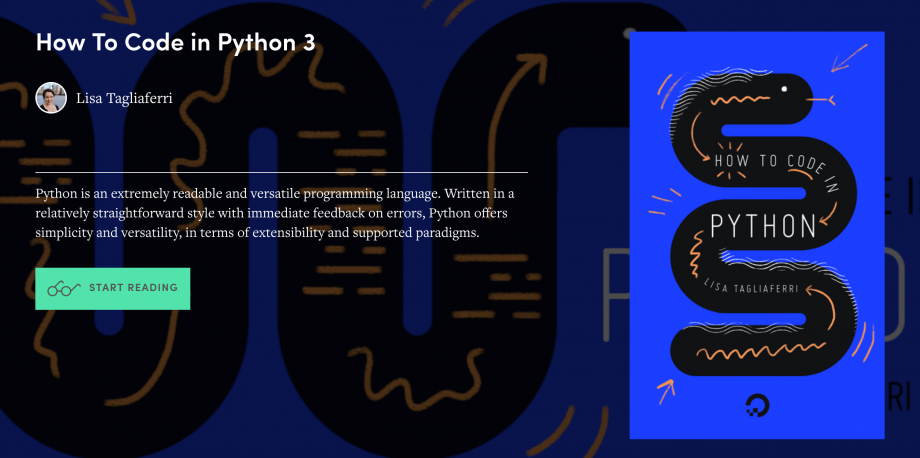 How To Code in Python 3
Lisa Tagliaferri
Python is an extremely readable and versatile programming language. Written in a
relatively straightforward style with immediate feedback on errors, Python offers
simplicity and versatility, in terms of extensibility and supported paradigms.
START READING
HOW TO CODE IN
PYTHON
LISA TAGLIAFERRI